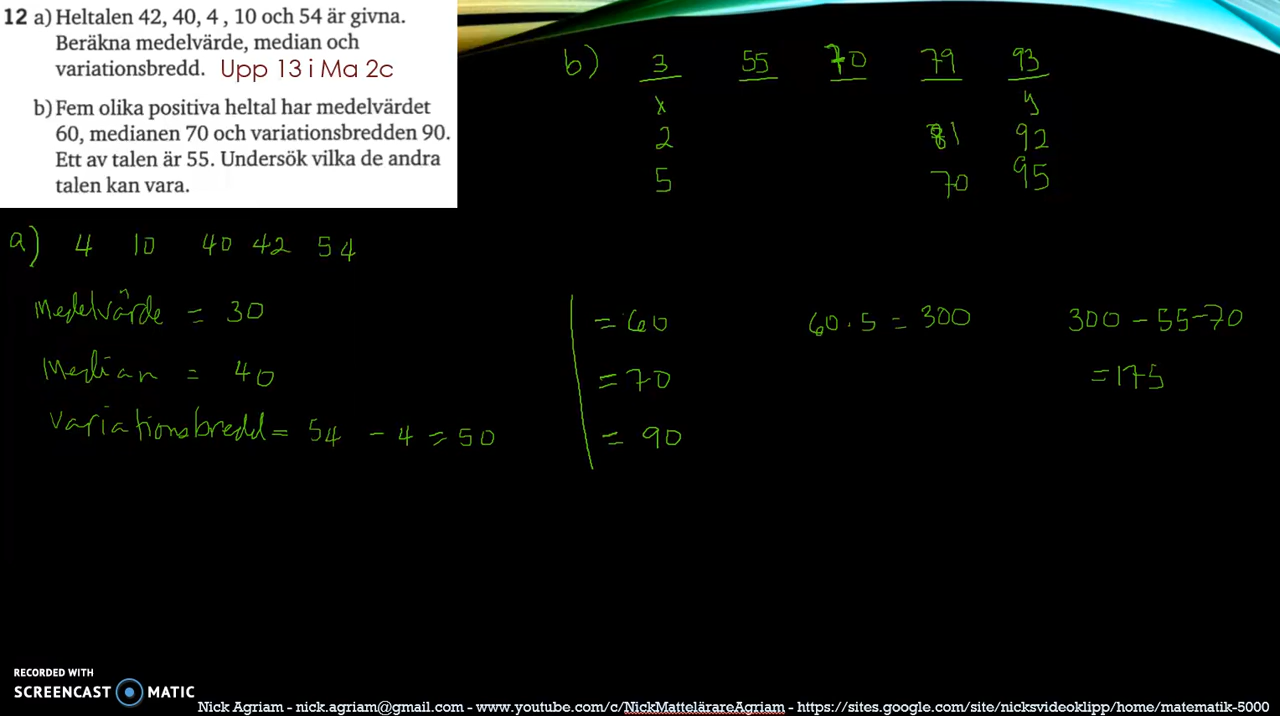 12 a) Heltalen 42, 40, 4 , 10 och 54 är givna.
Beräkna medelvärde, median och
variationsbredd. Upp 13 i Ma 2c
b) Fem olika positiva heltal har medelvärdet
60, medianen 70 och variationsbredden 90.
Ett av talen är 55. Undersök vilka de andra
talen kan vara.
b) 3 55 70 79 93
x y
2 81 92
5 70 95
a) 4 10 40 42 54
Medelvärde = 30
Median = 40
Variationsbredd = 54 - 4 = 50
= 60
= 70
= 90
60 . 5 = 300
300 - 55 - 70
= 175
RECORDED WITH
SCREENCAST MATIC
Nick Agriam - nick.agriam@gmail.com - www.youtube.com/c/NickMattelärareAgriam - https://sites.google.com/site/nicksvideoklipp/home/matematik-5000